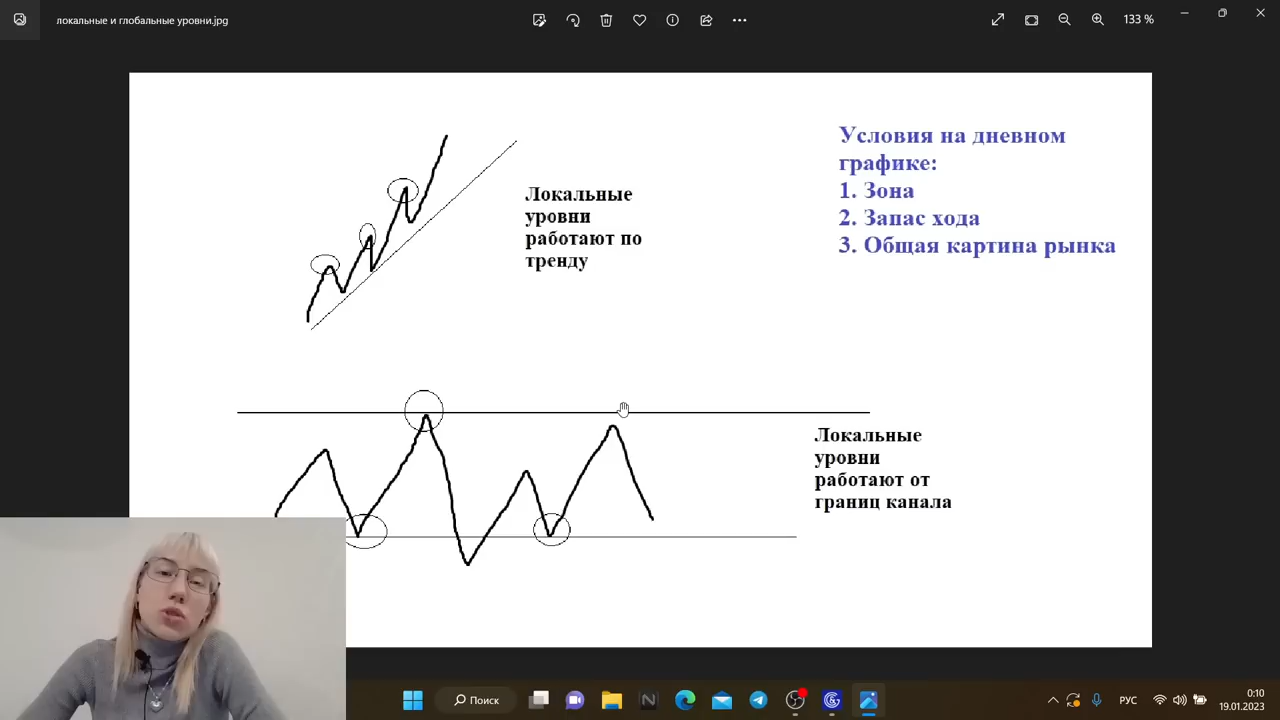 локальные и глобальные уровни.jpg
133 %
Условия на дневном
графике:
1. Зона
2. Запас хода
3. Общая картина рынка
Локальные
уровни
работают по
тренду
Локальные
уровни
работают от
границ канала
Поиск
РУС
0:10
19.01.2023